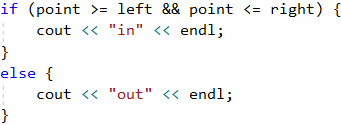 if (point >= left && point <= right) {
    cout << "in" << endl;
}
else {
    cout << "out" << endl;
}